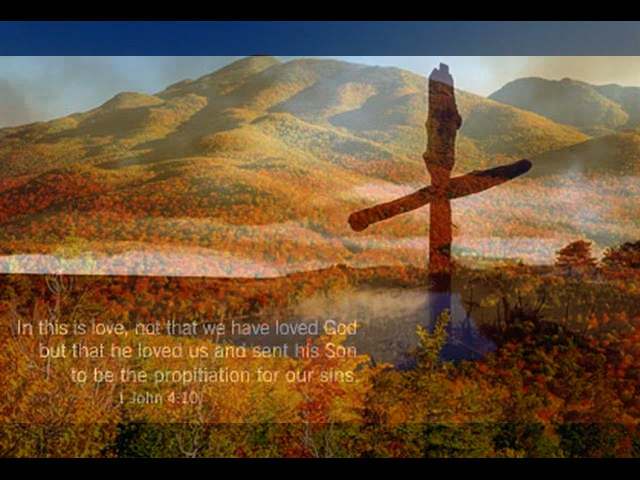 In this is love, not that we have loved God
but that he loved us and sent his Son
to be the propitiation for our sins.
1 John 4:10